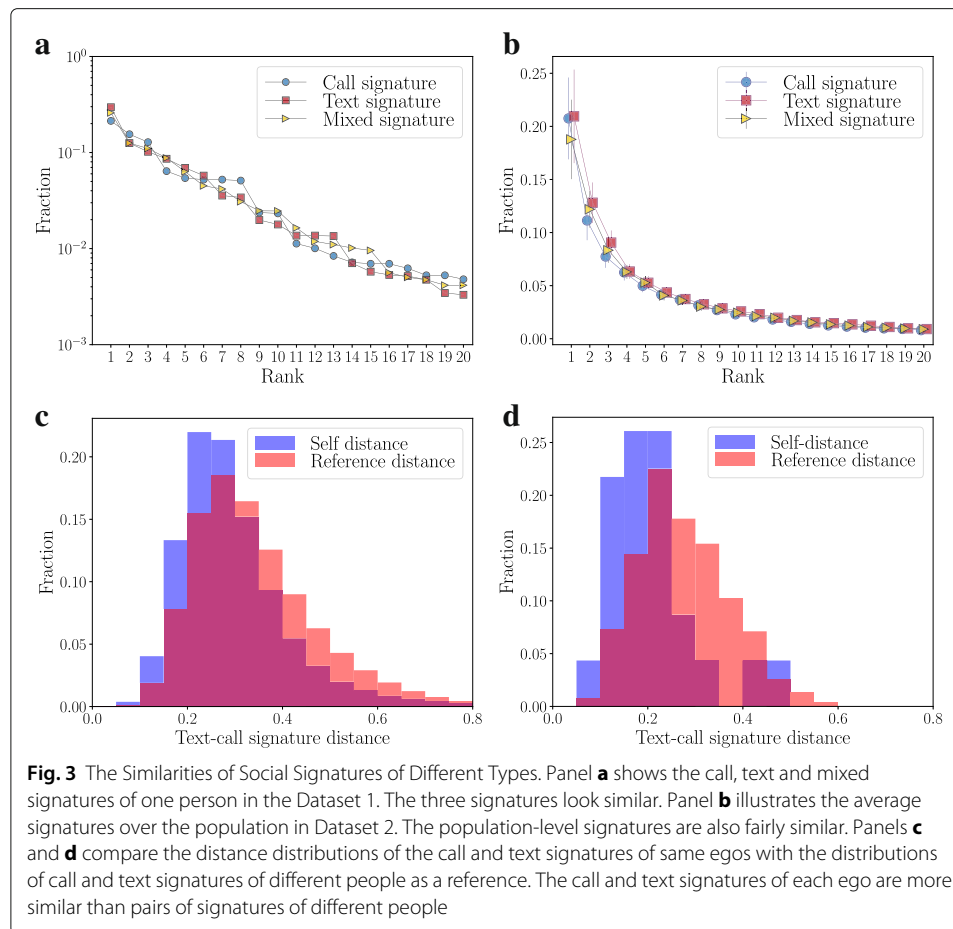 a
10⁰
10⁻¹
10⁻²
10⁻³
Fraction
Call signature
Text signature
Mixed signature
1 2 3 4 5 6 7 8 9 10 11 12 13 14 15 16 17 18 19 20
Rank
b
0.25
0.20
0.15
0.10
0.05
0.00
Fraction
Call signature
Text signature
Mixed signature
1 2 3 4 5 6 7 8 9 10 11 12 13 14 15 16 17 18 19 20
Rank
c
0.20
0.15
0.10
0.05
0.00
Fraction
Self distance
Reference distance
0.0 0.2 0.4 0.6 0.8
Text-call signature distance
d
0.25
0.20
0.15
0.10
0.05
0.00
Fraction
Self-distance
Reference distance
0.0 0.2 0.4 0.6 0.8
Text-call signature distance
Fig. 3 The Similarities of Social Signatures of Different Types. Panel a shows the call, text and mixed
signatures of one person in the Dataset 1. The three signatures look similar. Panel b illustrates the average
signatures over the population in Dataset 2. The population-level signatures are also fairly similar. Panels c
and d compare the distance distributions of the call and text signatures of same egos with the distributions
of call and text signatures of different people as a reference. The call and text signatures of each ego are more
similar than pairs of signatures of different people